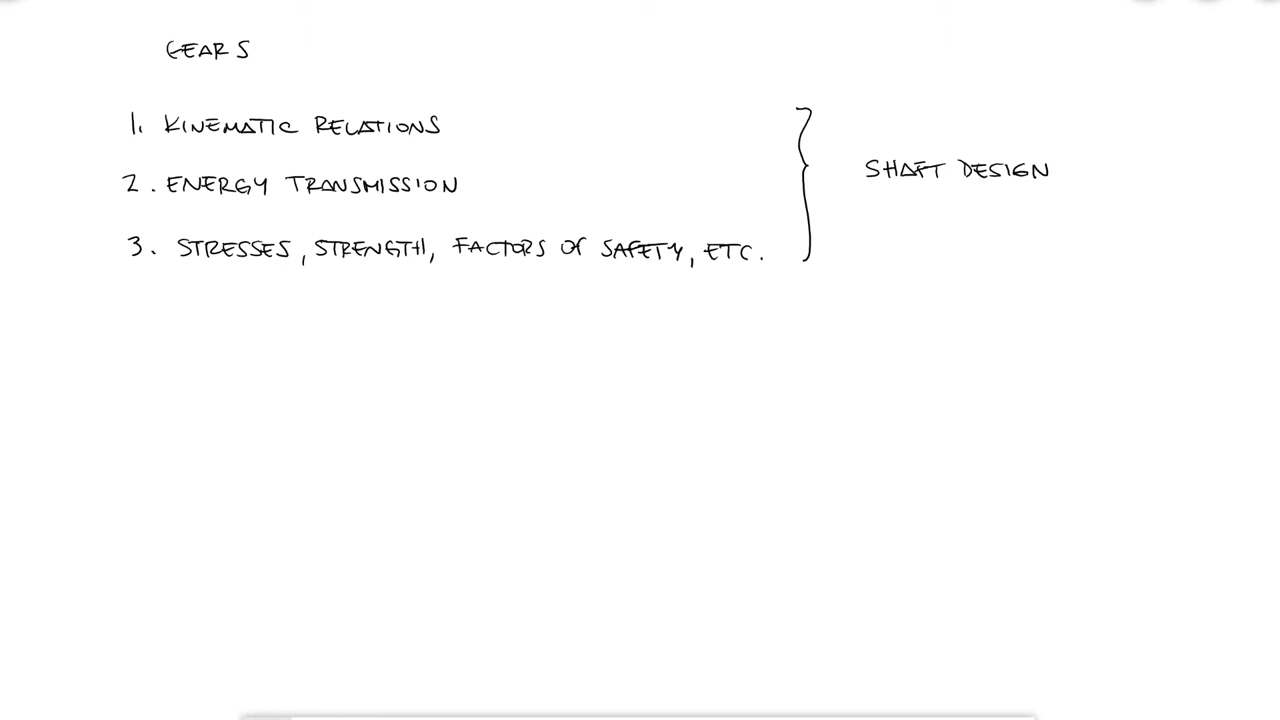 GEARS
1. KINEMATIC RELATIONS
2. ENERGY TRANSMISSION
3. STRESSES, STRENGTH, FACTORS OF SAFETY, ETC.
SHAFT DESIGN